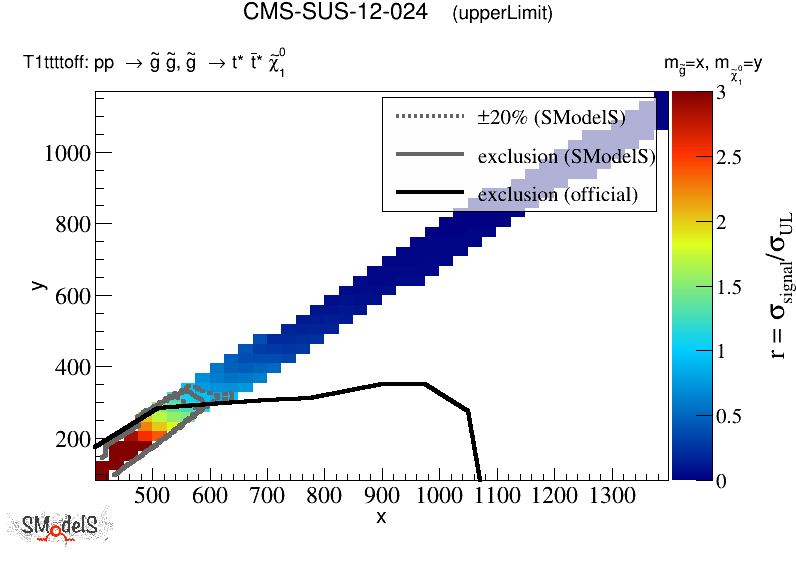 CMS-SUS-12-024 (upperLimit)
T1ttttoff: pp → g̃ g̃, g̃ → t* t̄* χ̃⁰₁
m_g̃=x, m_χ̃⁰₁=y
±20% (SModelS)
exclusion (SModelS)
exclusion (official)
1000
800
600
400
200
y
500 600 700 800 900 1000 1100 1200 1300
x
3
2.5
2
1.5
1
0.5
0
r = σ_signal/σ_UL
SModelS